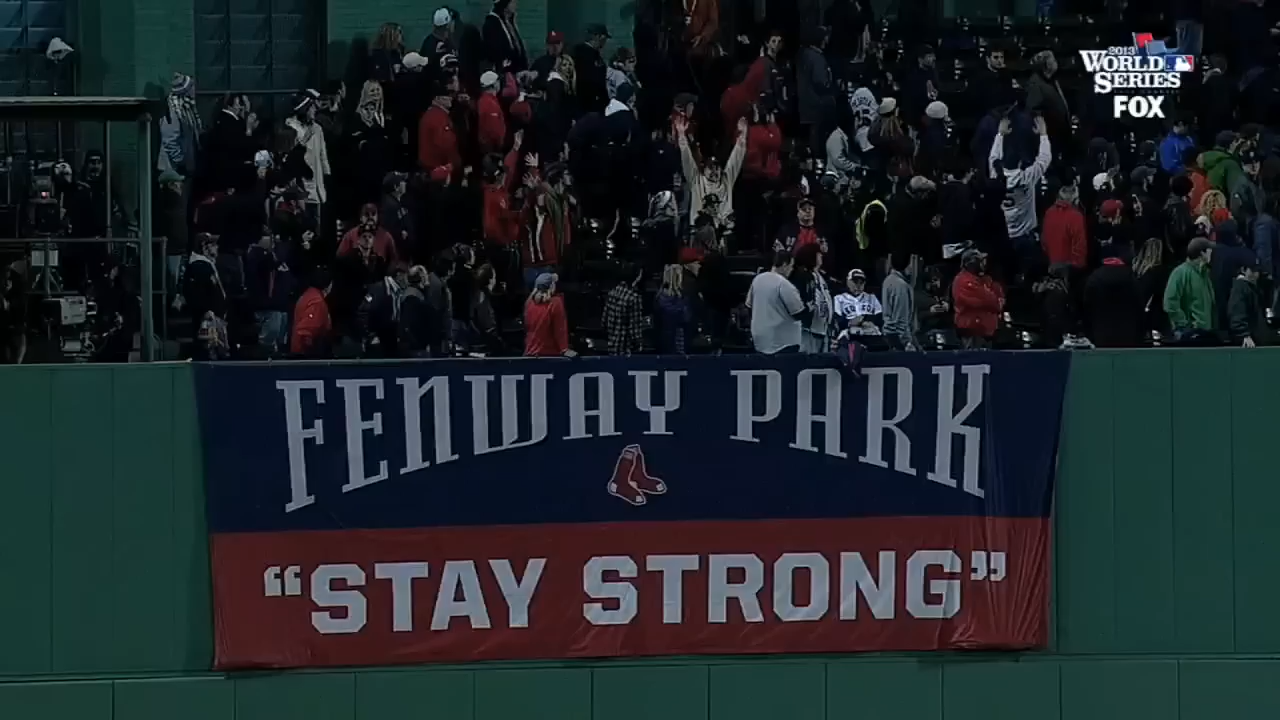 2013
WORLD
SERIES
FOX
FENWAY PARK
“STAY STRONG”